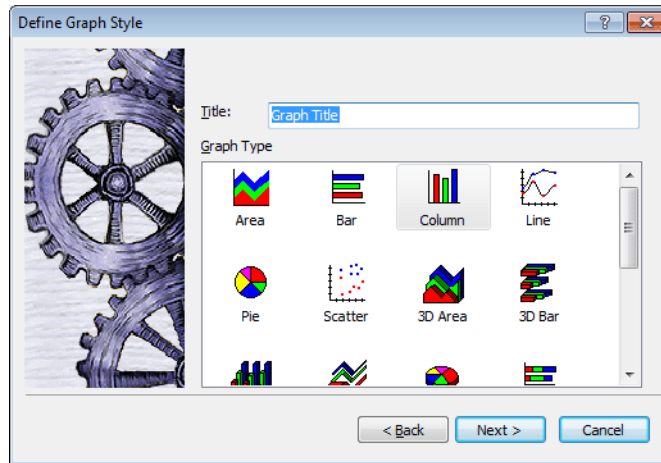 Define Graph Style
?
Title:
Graph Title
Graph Type
Area Bar Column Line
Pie Scatter 3D Area 3D Bar
< Back Next > Cancel